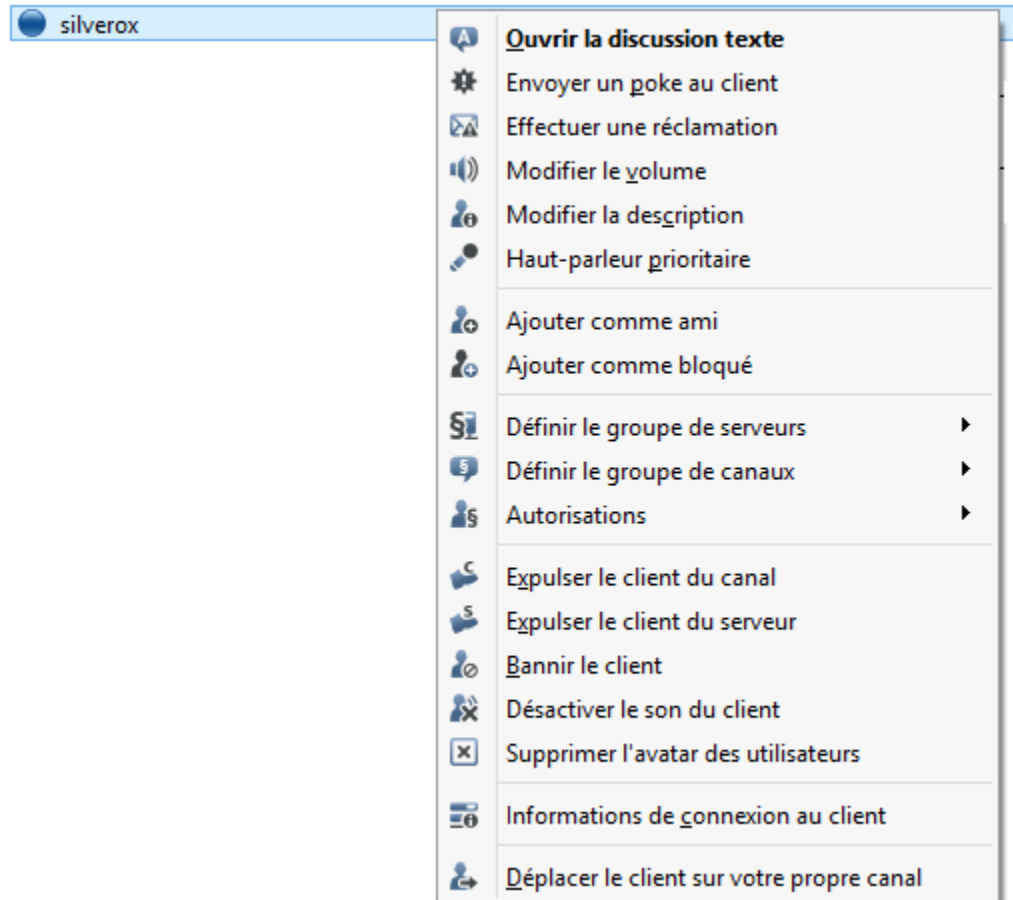 silverox
Ouvrir la discussion texte
Envoyer un poke au client
Effectuer une réclamation
Modifier le volume
Modifier la description
Haut-parleur prioritaire
Ajouter comme ami
Ajouter comme bloqué
Définir le groupe de serveurs
Définir le groupe de canaux
Autorisations
Expulser le client du canal
Expulser le client du serveur
Bannir le client
Désactiver le son du client
Supprimer l'avatar des utilisateurs
Informations de connexion au client
Déplacer le client sur votre propre canal